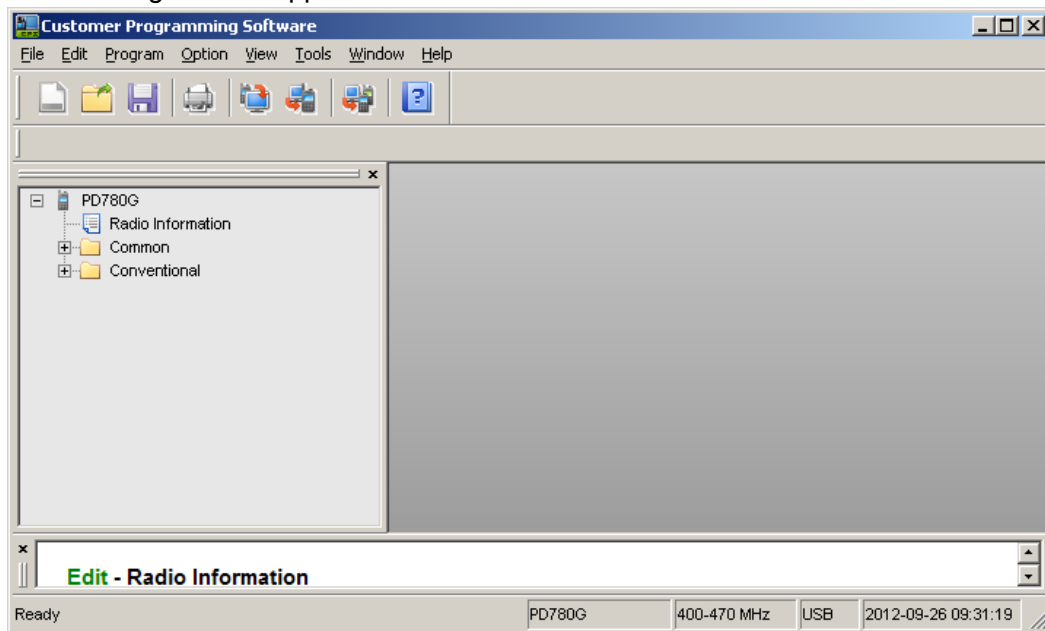 Customer Programming Software
File Edit Program Option View Tools Window Help
PD780G
Radio Information
Common
Conventional
Edit - Radio Information
Ready PD780G 400-470 MHz USB 2012-09-26 09:31:19